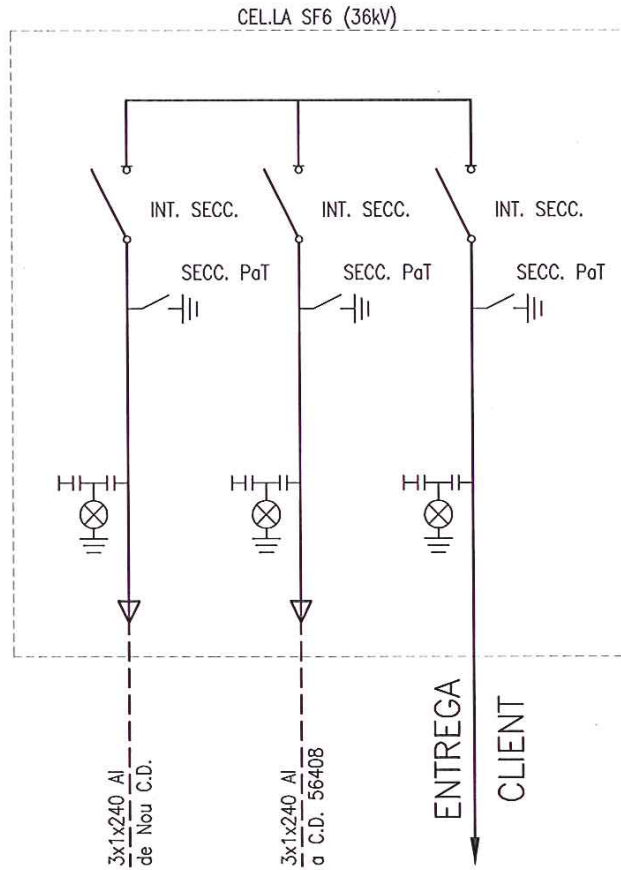 CEL.LA SF6 (36kV)
INT. SECC.
INT. SECC.
INT. SECC.
SECC. PaT
SECC. PaT
SECC. PaT
3x1x240 Al
de Nou C.D.
3x1x240 Al
a C.D. 56408
ENTREGA
CLIENT